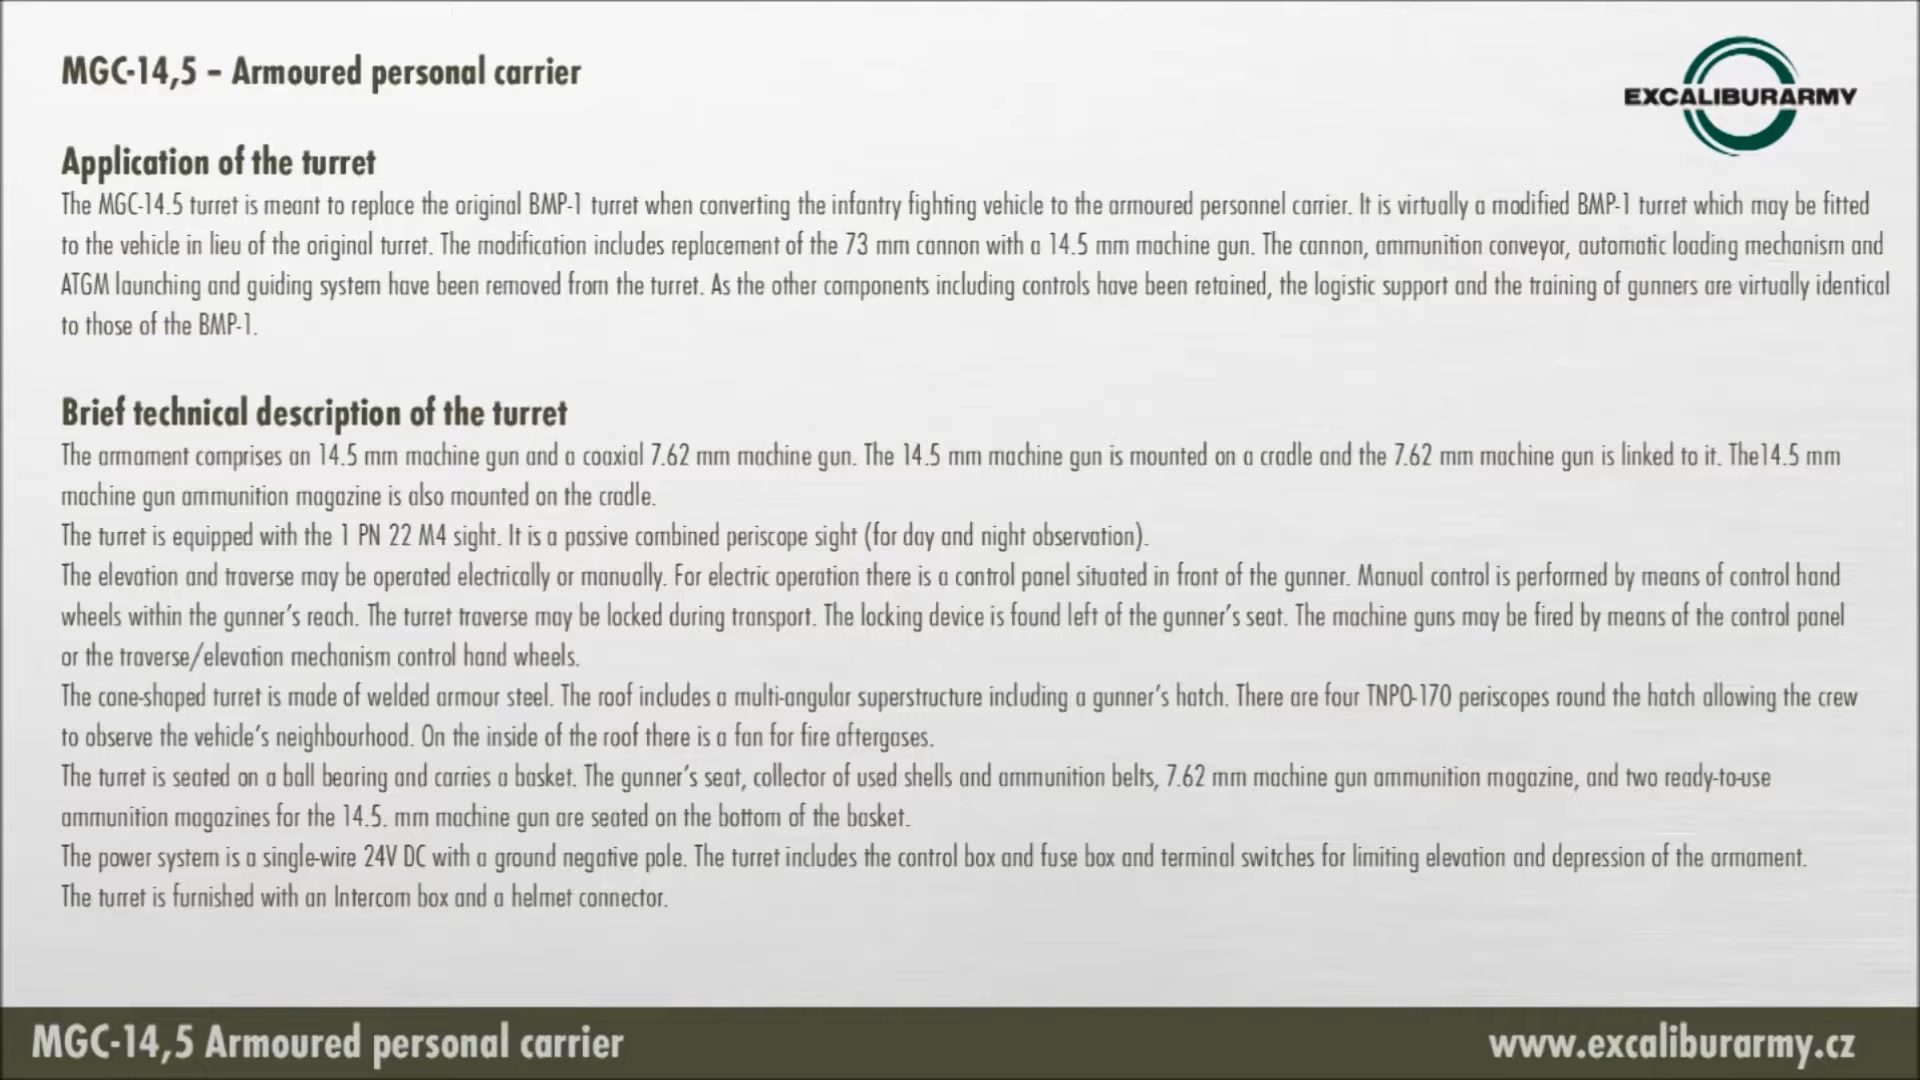 MGC-14,5 – Armoured personal carrier
EXCALIBURARMY
Application of the turret
The MGC-14.5 turret is meant to replace the original BMP-1 turret when converting the infantry fighting vehicle to the armoured personnel carrier. It is virtually a modified BMP-1 turret which may be fitted
to the vehicle in lieu of the original turret. The modification includes replacement of the 73 mm cannon with a 14.5 mm machine gun. The cannon, ammunition conveyor, automatic loading mechanism and
ATGM launching and guiding system have been removed from the turret. As the other components including controls have been retained, the logistic support and the training of gunners are virtually identical
to those of the BMP-1.
Brief technical description of the turret
The armament comprises an 14.5 mm machine gun and a coaxial 7.62 mm machine gun. The 14.5 mm machine gun is mounted on a cradle and the 7.62 mm machine gun is linked to it. The14.5 mm
machine gun ammunition magazine is also mounted on the cradle.
The turret is equipped with the 1 PN 22 M4 sight. It is a passive combined periscope sight (for day and night observation).
The elevation and traverse may be operated electrically or manually. For electric operation there is a control panel situated in front of the gunner. Manual control is performed by means of control hand
wheels within the gunner's reach. The turret traverse may be locked during transport. The locking device is found left of the gunner's seat. The machine guns may be fired by means of the control panel
or the traverse/elevation mechanism control hand wheels.
The cone-shaped turret is made of welded armour steel. The roof includes a multi-angular superstructure including a gunner's hatch. There are four TNPO-170 periscopes round the hatch allowing the crew
to observe the vehicle's neighbourhood. On the inside of the roof there is a fan for fire aftergases.
The turret is seated on a ball bearing and carries a basket. The gunner's seat, collector of used shells and ammunition belts, 7.62 mm machine gun ammunition magazine, and two ready-to-use
ammunition magazines for the 14.5. mm machine gun are seated on the bottom of the basket.
The power system is a single-wire 24V DC with a ground negative pole. The turret includes the control box and fuse box and terminal switches for limiting elevation and depression of the armament.
The turret is furnished with an Intercom box and a helmet connector.
MGC-14,5 Armoured personal carrier
www.excaliburarmy.cz